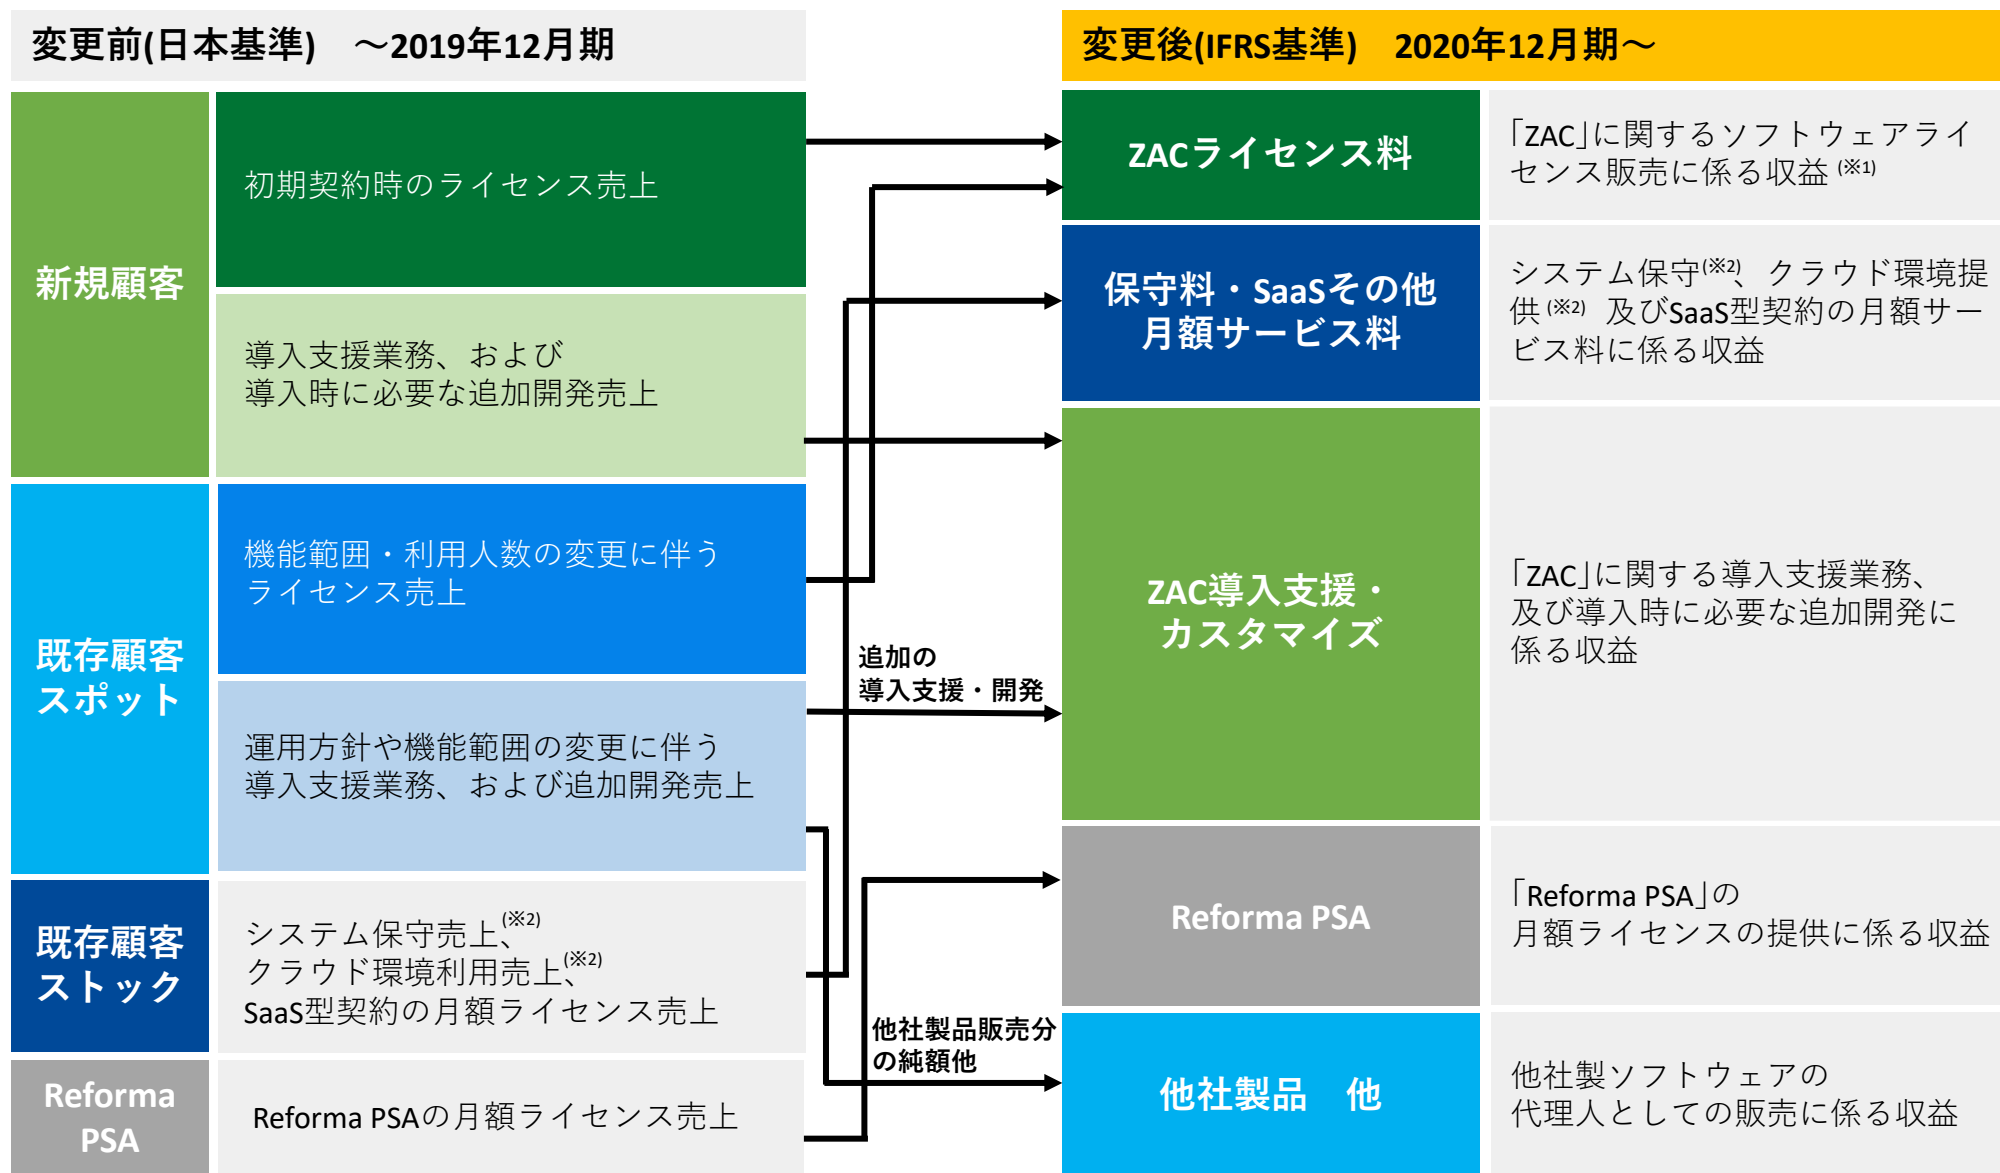 変更前(日本基準)　～2019年12月期
新規顧客
初期契約時のライセンス売上
導入支援業務、および
導入時に必要な追加開発売上
既存顧客
スポット
機能範囲・利用人数の変更に伴う
ライセンス売上
運用方針や機能範囲の変更に伴う
導入支援業務、および追加開発売上
既存顧客
ストック
システム保守売上、(※2)
クラウド環境利用売上、(※2)
SaaS型契約の月額ライセンス売上
Reforma
PSA
Reforma PSAの月額ライセンス売上
追加の
導入支援・開発
他社製品販売分
の純額他
変更後(IFRS基準)　2020年12月期～
ZACライセンス料
｢ZAC｣に関するソフトウェアライ
センス販売に係る収益 (※1)
保守料・SaaSその他
月額サービス料
システム保守(※2)、クラウド環境提
供 (※2)　及びSaaS型契約の月額サー
ビス料に係る収益
ZAC導入支援・
カスタマイズ
｢ZAC｣に関する導入支援業務、
及び導入時に必要な追加開発に
係る収益
Reforma PSA
｢Reforma PSA｣の
月額ライセンスの提供に係る収益
他社製品　他
他社製ソフトウェアの
代理人としての販売に係る収益